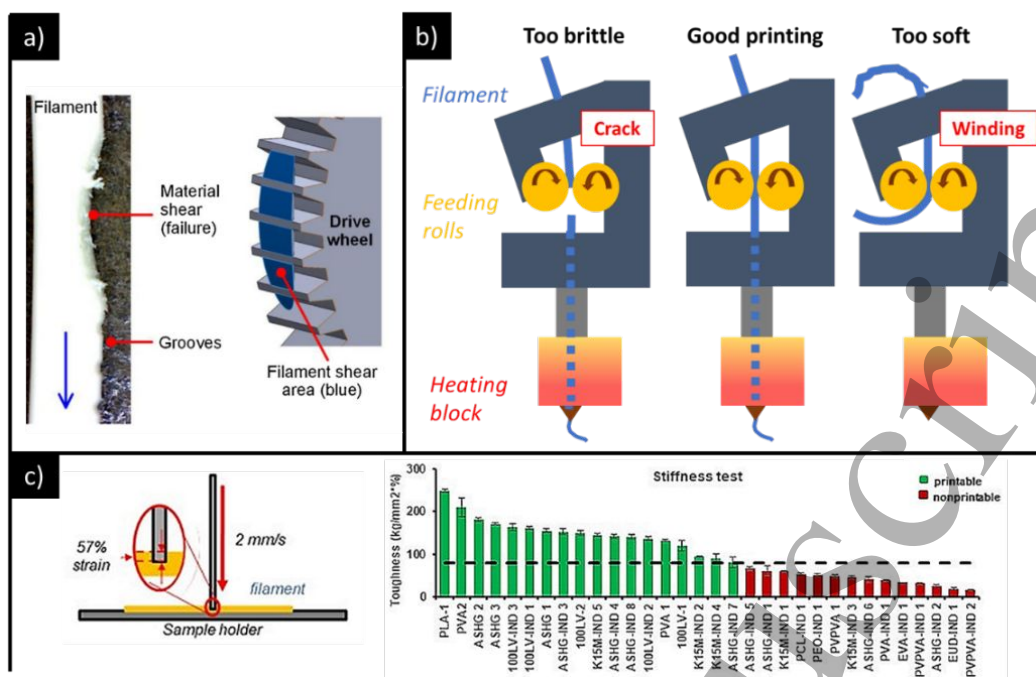 a)
Filament
Material
shear
(failure)
Grooves
Drive
wheel
Filament shear
area (blue)
b)
Too brittle
Good printing
Too soft
Filament
Crack
Winding
Feeding
rolls
Heating
block
c)
57%
strain
2 mm/s
filament
Sample holder
Stiffness test
printable
nonprintable
Toughness (kg/mm2*%)
300
200
100
0
PLA-1
PVA2
ASHG 2
ASHG 3
100LV-IND 3
100LV-IND 1
ASHG 1
ASHG-IND 3
100LV-2
K15M-IND 5
ASHG-IND 4
ASHG-IND 8
100LV-IND 2
PVA 1
100LV-1
K15M-IND 2
K15M-IND 4
ASHG-IND 7
ASHG-IND 5
ASHG-IND 1
K15M-IND 1
PCL-IND 1
PEO-IND 1
PVPVA 1
K15M-IND 3
ASHG-IND 6
PVA-IND 1
EVA-IND 1
PVPVA-IND 1
ASHG-IND 2
EUD-IND 1
PVPVA-IND 2